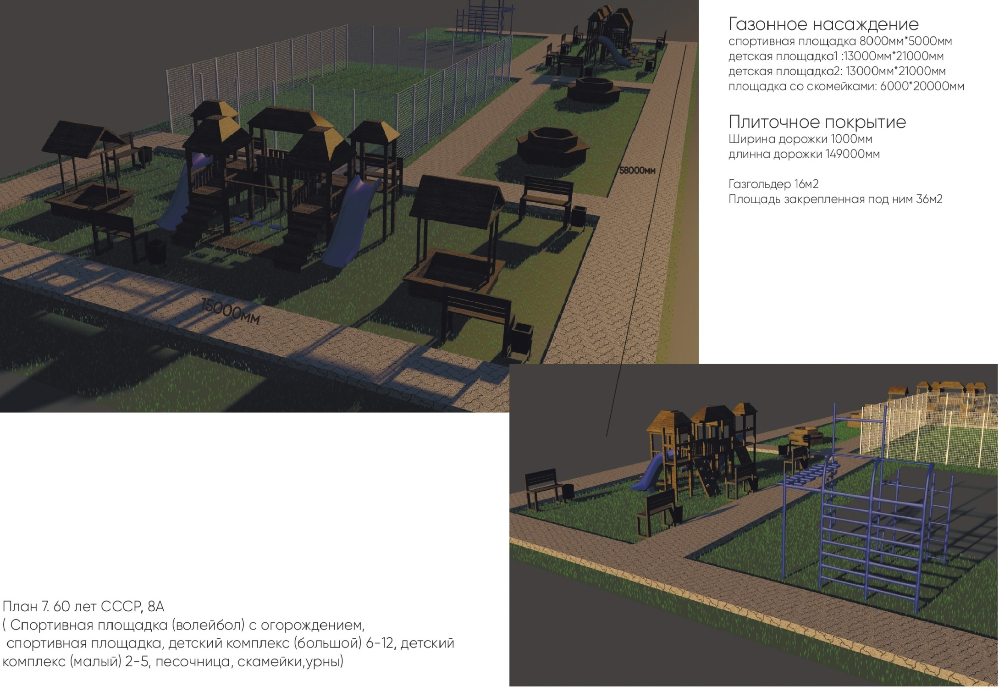 Газонное насаждение
спортивная площадка 8000мм*5000мм
детская площадка1 :13000мм*21000мм
детская площадка2: 13000мм*21000мм
площадка со скомейками: 6000*20000мм
Плиточное покрытие
Ширина дорожки 1000мм
длинна дорожки 149000мм
Газгольдер 16м2
Площадь закрепленная под ним 36м2
58000мм
15000мм
План 7. 60 лет СССР, 8А
( Спортивная площадка (волейбол) с огорождением,
спортивная площадка, детский комплекс (большой) 6-12, детский
комплекс (малый) 2-5, песочница, скамейки,урны)